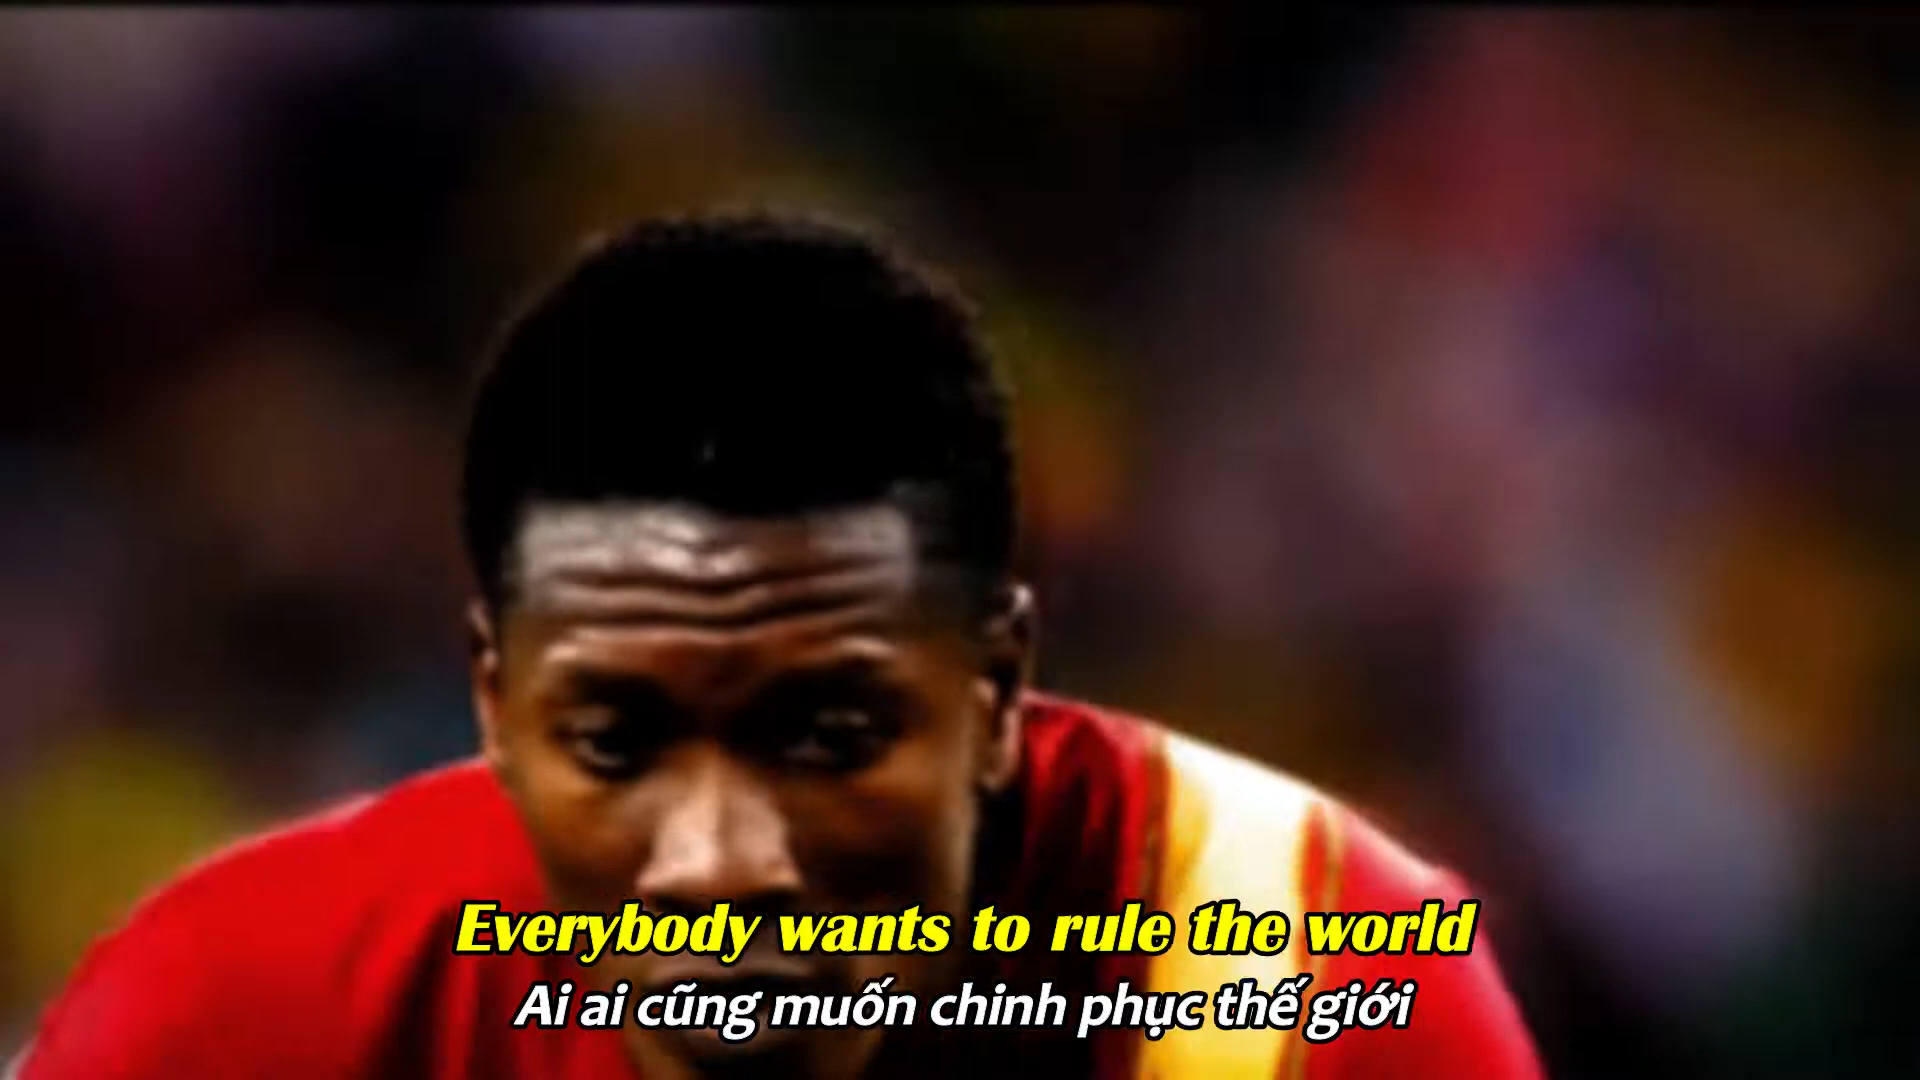 Everybody wants to rule the world
Ai ai cũng muốn chinh phục thế giới